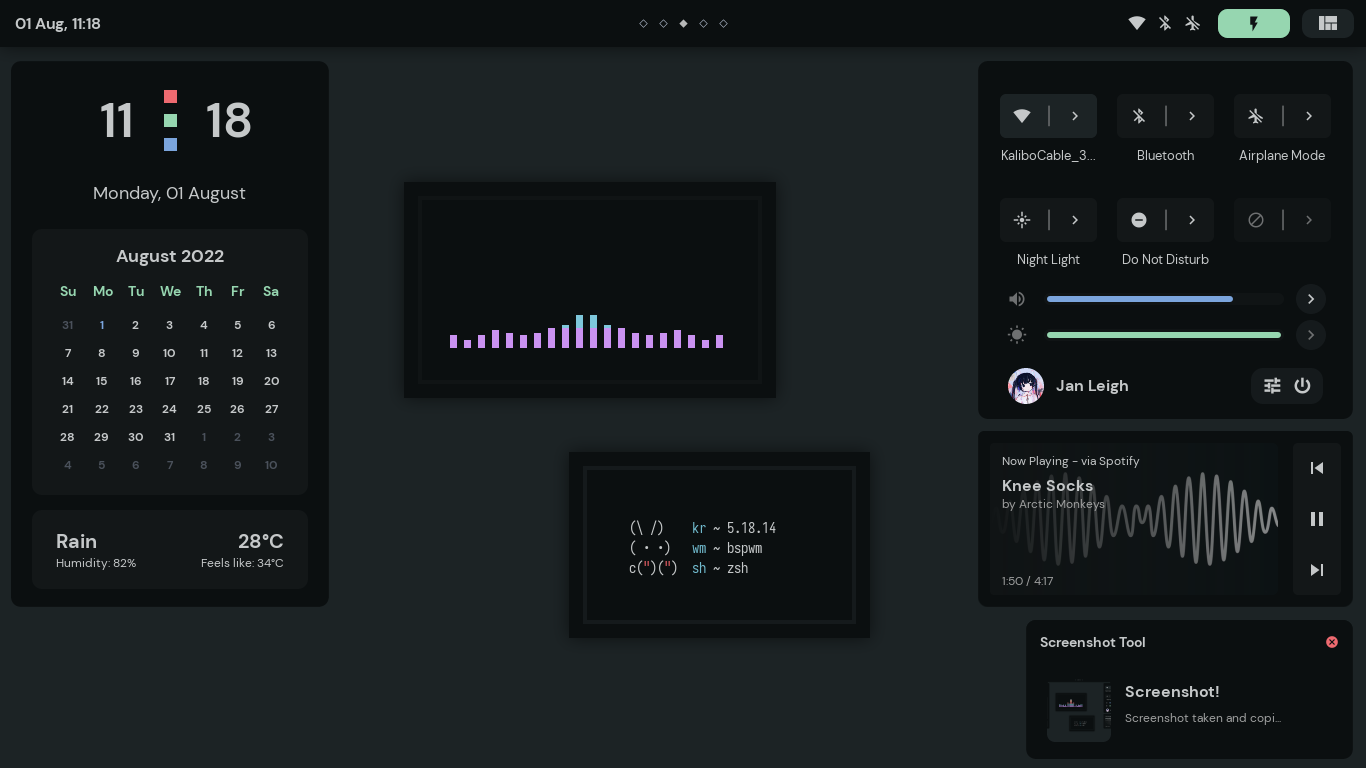 01 Aug, 11:18
11 18
Monday, 01 August
August 2022
Su Mo Tu We Th Fr Sa
31 1 2 3 4 5 6
7 8 9 10 11 12 13
14 15 16 17 18 19 20
21 22 23 24 25 26 27
28 29 30 31 1 2 3
4 5 6 7 8 9 10
Rain 28°C
Humidity: 82% Feels like: 34°C
(\ /) kr ~ 5.18.14
( · ·) wm ~ bspwm
c(")(") sh ~ zsh
KaliboCable_3... Bluetooth Airplane Mode
Night Light Do Not Disturb
Jan Leigh
Now Playing - via Spotify
Knee Socks
by Arctic Monkeys
1:50 / 4:17
Screenshot Tool
Screenshot!
Screenshot taken and copi...